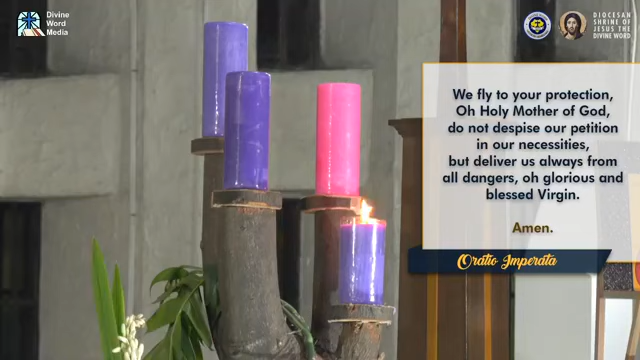 Divine
Word
Media
DIOCESAN
SHRINE OF
JESUS THE
DIVINE WORD
We fly to your protection,
Oh Holy Mother of God,
do not despise our petition
in our necessities,
but deliver us always from
all dangers, oh glorious and
blessed Virgin.
Amen.
Oratio Imperata